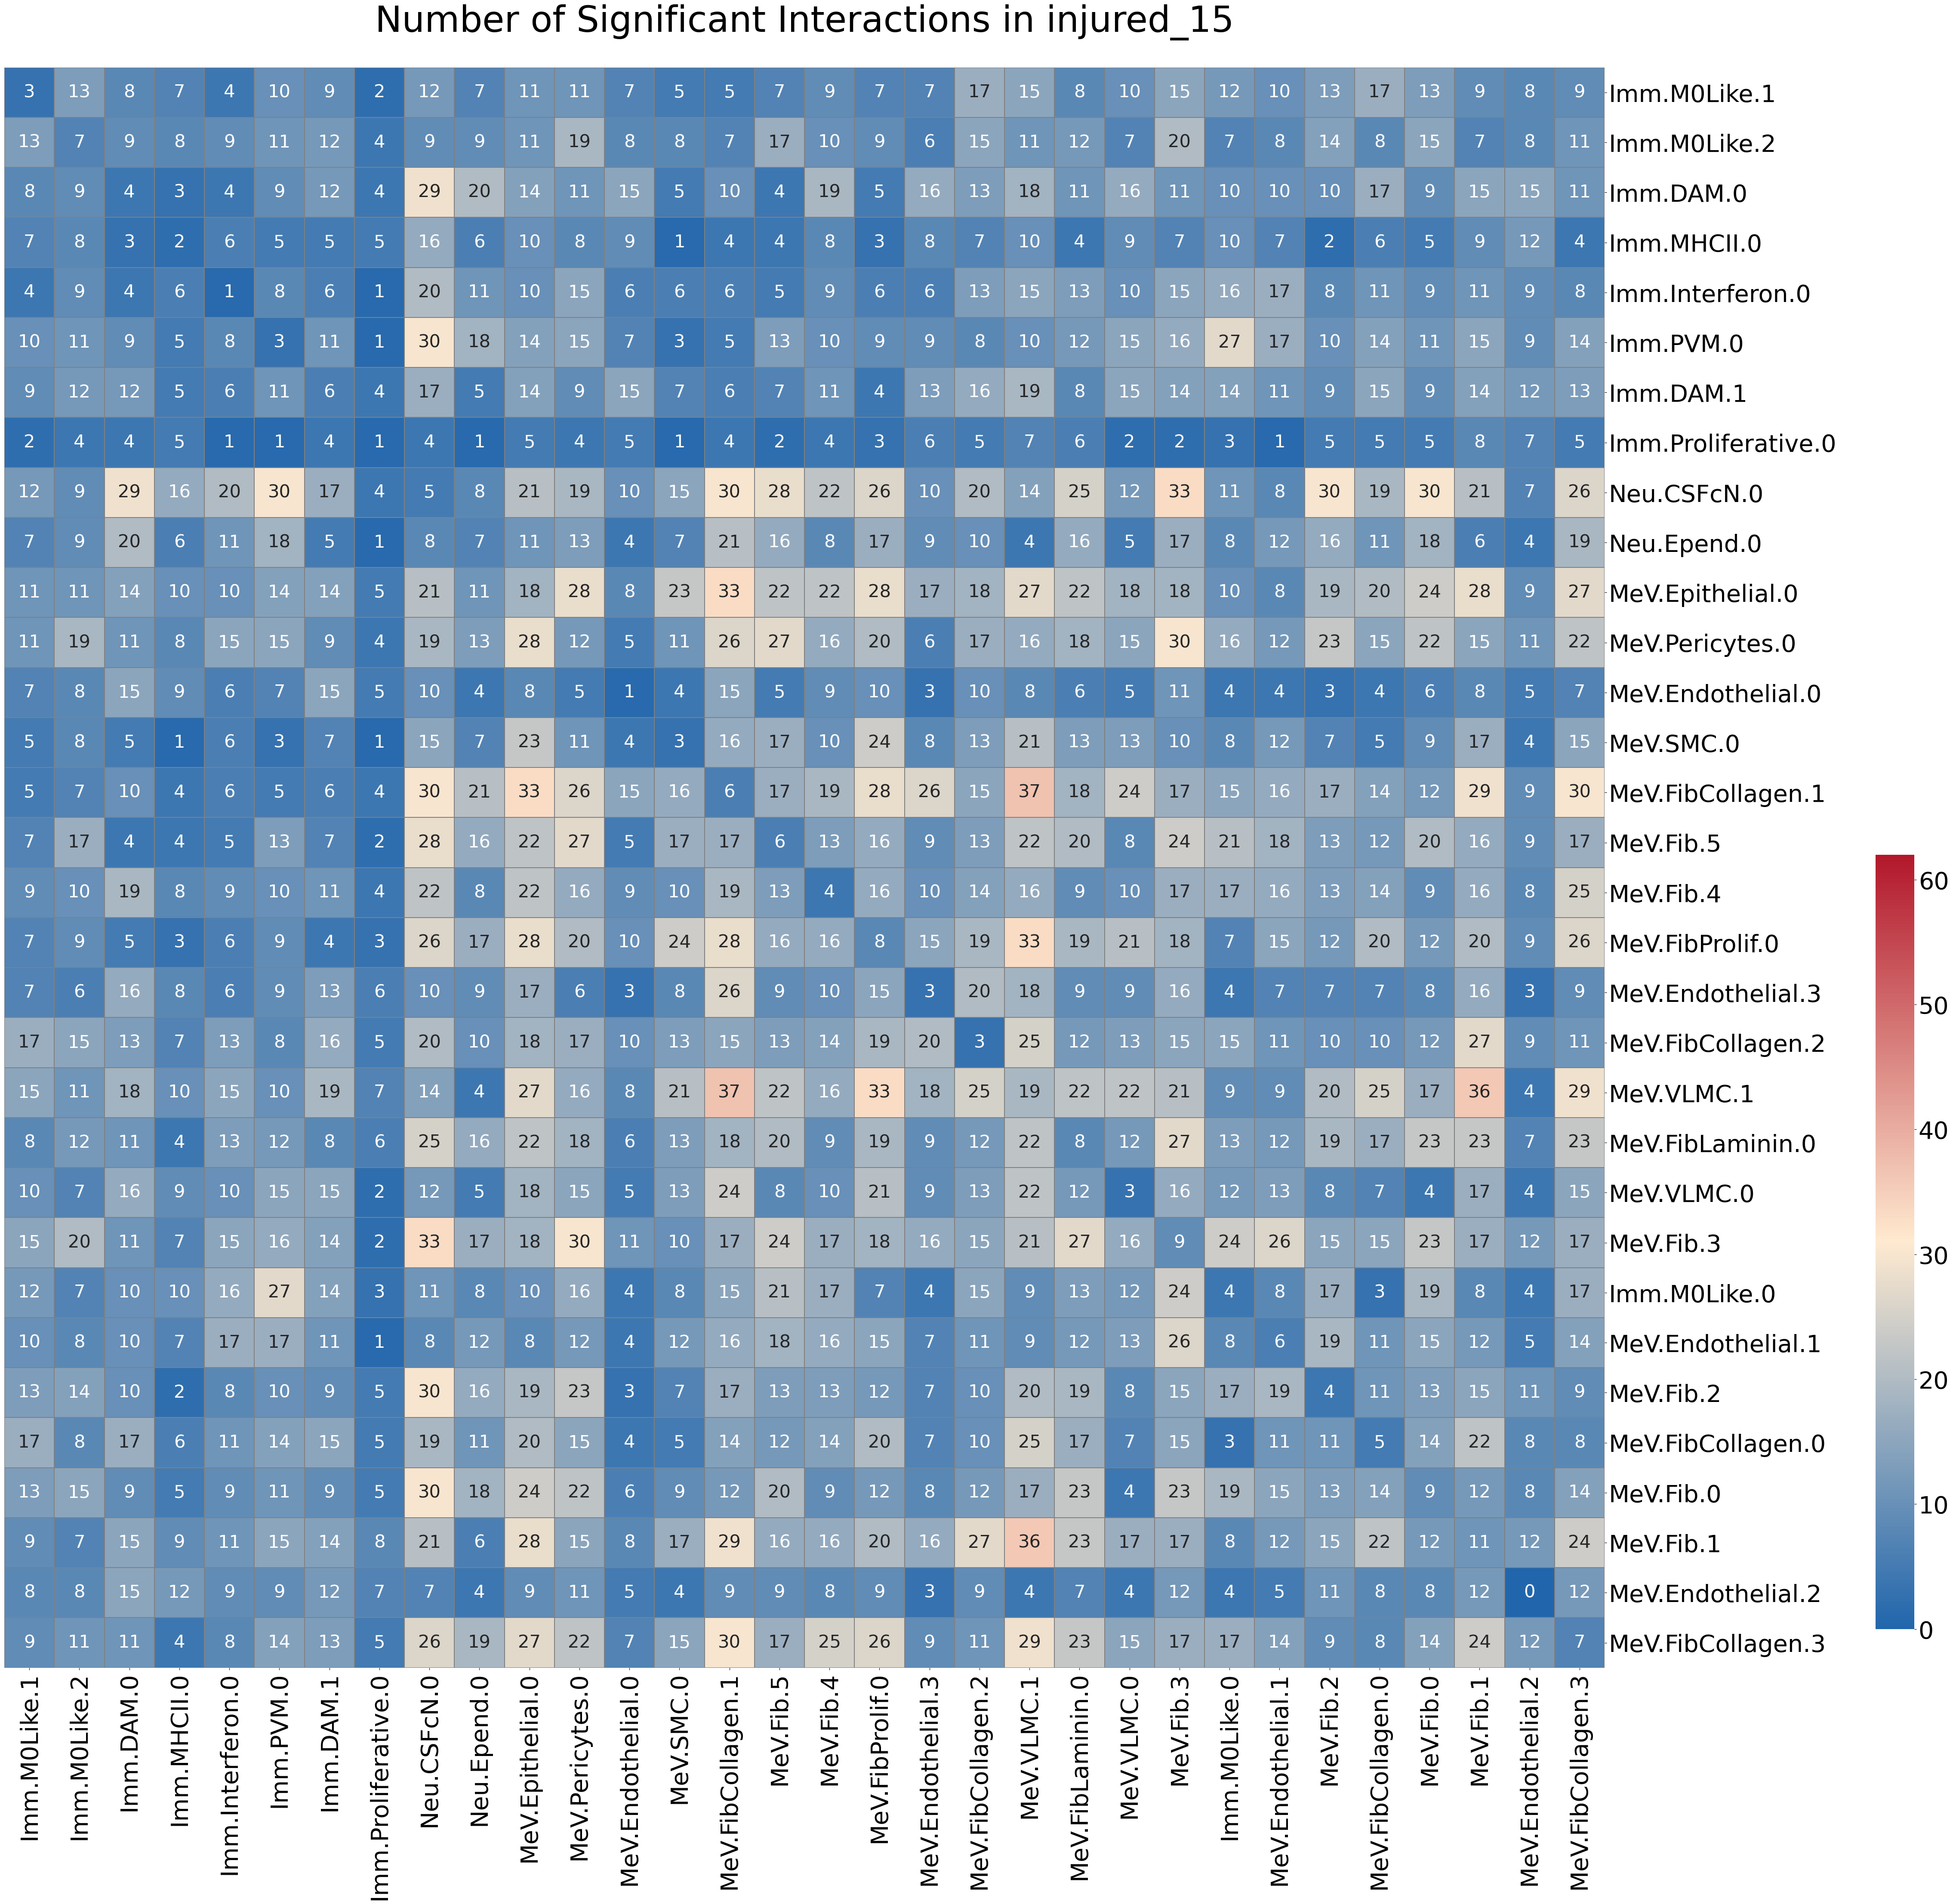 Number of Significant Interactions in injured_15
3 13 8 7 4 10 9 2 12 7 11 11 7 5 5 7 9 7 7 17 15 8 10 15 12 10 13 17 13 9 8 9 Imm.M0Like.1
13 7 9 8 9 11 12 4 9 9 11 19 8 8 7 17 10 9 6 15 11 12 7 20 7 8 14 8 15 7 8 11 Imm.M0Like.2
8 9 4 3 4 9 12 4 29 20 14 11 15 5 10 4 19 5 16 13 18 11 16 11 10 10 10 17 9 15 15 11 Imm.DAM.0
7 8 3 2 6 5 5 5 16 6 10 8 9 1 4 4 8 3 8 7 10 4 9 7 10 7 2 6 5 9 12 4 Imm.MHCII.0
4 9 4 6 1 8 6 1 20 11 10 15 6 6 6 5 9 6 6 13 15 13 10 15 16 17 8 11 9 11 9 8 Imm.Interferon.0
10 11 9 5 8 3 11 1 30 18 14 15 7 3 5 13 10 9 9 8 10 12 15 16 27 17 10 14 11 15 9 14 Imm.PVM.0
9 12 12 5 6 11 6 4 17 5 14 9 15 7 6 7 11 4 13 16 19 8 15 14 14 11 9 15 9 14 12 13 Imm.DAM.1
2 4 4 5 1 1 4 1 4 1 5 4 5 1 4 2 4 3 6 5 7 6 2 2 3 1 5 5 5 8 7 5 Imm.Proliferative.0
12 9 29 16 20 30 17 4 5 8 21 19 10 15 30 28 22 26 10 20 14 25 12 33 11 8 30 19 30 21 7 26 Neu.CSFcN.0
7 9 20 6 11 18 5 1 8 7 11 13 4 7 21 16 8 17 9 10 4 16 5 17 8 12 16 11 18 6 4 19 Neu.Epend.0
11 11 14 10 10 14 14 5 21 11 18 28 8 23 33 22 22 28 17 18 27 22 18 18 10 8 19 20 24 28 9 27 MeV.Epithelial.0
11 19 11 8 15 15 9 4 19 13 28 12 5 11 26 27 16 20 6 17 16 18 15 30 16 12 23 15 22 15 11 22 MeV.Pericytes.0
7 8 15 9 6 7 15 5 10 4 8 5 1 4 15 5 9 10 3 10 8 6 5 11 4 4 3 4 6 8 5 7 MeV.Endothelial.0
5 8 5 1 6 3 7 1 15 7 23 11 4 3 16 17 10 24 8 13 21 13 13 10 8 12 7 5 9 17 4 15 MeV.SMC.0
5 7 10 4 6 5 6 4 30 21 33 26 15 16 6 17 19 28 26 15 37 18 24 17 15 16 17 14 12 29 9 30 MeV.FibCollagen.1
7 17 4 4 5 13 7 2 28 16 22 27 5 17 17 6 13 16 9 13 22 20 8 24 21 18 13 12 20 16 9 17 MeV.Fib.5
9 10 19 8 9 10 11 4 22 8 22 16 9 10 19 13 4 16 10 14 16 9 10 17 17 16 13 14 9 16 8 25 MeV.Fib.4
7 9 5 3 6 9 4 3 26 17 28 20 10 24 28 16 16 8 15 19 33 19 21 18 7 15 12 20 12 20 9 26 MeV.FibProlif.0
7 6 16 8 6 9 13 6 10 9 17 6 3 8 26 9 10 15 3 20 18 9 9 16 4 7 7 7 8 16 3 9 MeV.Endothelial.3
17 15 13 7 13 8 16 5 20 10 18 17 10 13 15 13 14 19 20 3 25 12 13 15 15 11 10 10 12 27 9 11 MeV.FibCollagen.2
15 11 18 10 15 10 19 7 14 4 27 16 8 21 37 22 16 33 18 25 19 22 22 21 9 9 20 25 17 36 4 29 MeV.VLMC.1
8 12 11 4 13 12 8 6 25 16 22 18 6 13 18 20 9 19 9 12 22 8 12 27 13 12 19 17 23 23 7 23 MeV.FibLaminin.0
10 7 16 9 10 15 15 2 12 5 18 15 5 13 24 8 10 21 9 13 22 12 3 16 12 13 8 7 4 17 4 15 MeV.VLMC.0
15 20 11 7 15 16 14 2 33 17 18 30 11 10 17 24 17 18 16 15 21 27 16 9 24 26 15 15 23 17 12 17 MeV.Fib.3
12 7 10 10 16 27 14 3 11 8 10 16 4 8 15 21 17 7 4 15 9 13 12 24 4 8 17 3 19 8 4 17 Imm.M0Like.0
10 8 10 7 17 17 11 1 8 12 8 12 4 12 16 18 16 15 7 11 9 12 13 26 8 6 19 11 15 12 5 14 MeV.Endothelial.1
13 14 10 2 8 10 9 5 30 16 19 23 3 7 17 13 13 12 7 10 20 19 8 15 17 19 4 11 13 15 11 9 MeV.Fib.2
17 8 17 6 11 14 15 5 19 11 20 15 4 5 14 12 14 20 7 10 25 17 7 15 3 11 11 5 14 22 8 8 MeV.FibCollagen.0
13 15 9 5 9 11 9 5 30 18 24 22 6 9 12 20 9 12 8 12 17 23 4 23 19 15 13 14 9 12 8 14 MeV.Fib.0
9 7 15 9 11 15 14 8 21 6 28 15 8 17 29 16 16 20 16 27 36 23 17 17 8 12 15 22 12 11 12 24 MeV.Fib.1
8 8 15 12 9 9 12 7 7 4 9 11 5 4 9 9 8 9 3 9 4 7 4 12 4 5 11 8 8 12 0 12 MeV.Endothelial.2
9 11 11 4 8 14 13 5 26 19 27 22 7 15 30 17 25 26 9 11 29 23 15 17 17 14 9 8 14 24 12 7 MeV.FibCollagen.3
Imm.M0Like.1
Imm.M0Like.2
Imm.DAM.0
Imm.MHCII.0
Imm.Interferon.0
Imm.PVM.0
Imm.DAM.1
Imm.Proliferative.0
Neu.CSFcN.0
Neu.Epend.0
MeV.Epithelial.0
MeV.Pericytes.0
MeV.Endothelial.0
MeV.SMC.0
MeV.FibCollagen.1
MeV.Fib.5
MeV.Fib.4
MeV.FibProlif.0
MeV.Endothelial.3
MeV.FibCollagen.2
MeV.VLMC.1
MeV.FibLaminin.0
MeV.VLMC.0
MeV.Fib.3
Imm.M0Like.0
MeV.Endothelial.1
MeV.Fib.2
MeV.FibCollagen.0
MeV.Fib.0
MeV.Fib.1
MeV.Endothelial.2
MeV.FibCollagen.3
60
50
40
30
20
10
0